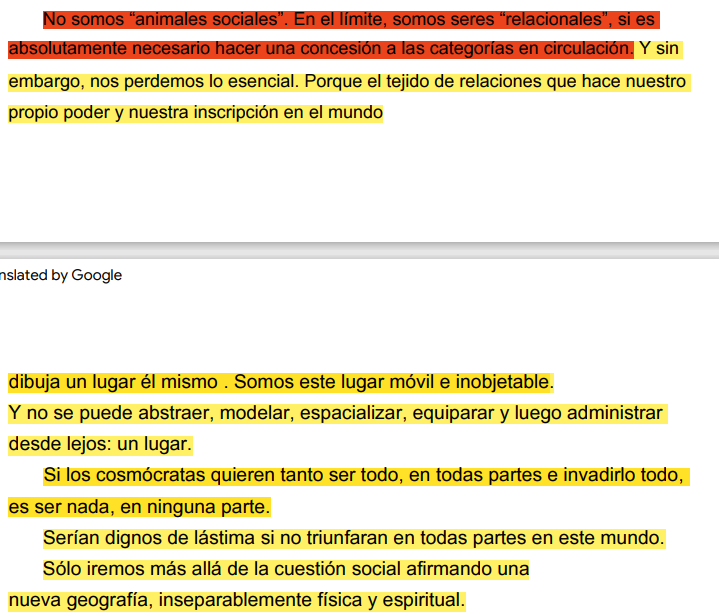 No somos “animales sociales”. En el límite, somos seres “relacionales”, si es
absolutamente necesario hacer una concesión a las categorías en circulación. Y sin
embargo, nos perdemos lo esencial. Porque el tejido de relaciones que hace nuestro
propio poder y nuestra inscripción en el mundo
nslated by Google
dibuja un lugar él mismo . Somos este lugar móvil e inobjetable.
Y no se puede abstraer, modelar, espacializar, equiparar y luego administrar
desde lejos: un lugar.
Si los cosmócratas quieren tanto ser todo, en todas partes e invadirlo todo,
es ser nada, en ninguna parte.
Serían dignos de lástima si no triunfaran en todas partes en este mundo.
Sólo iremos más allá de la cuestión social afirmando una
nueva geografía, inseparablemente física y espiritual.